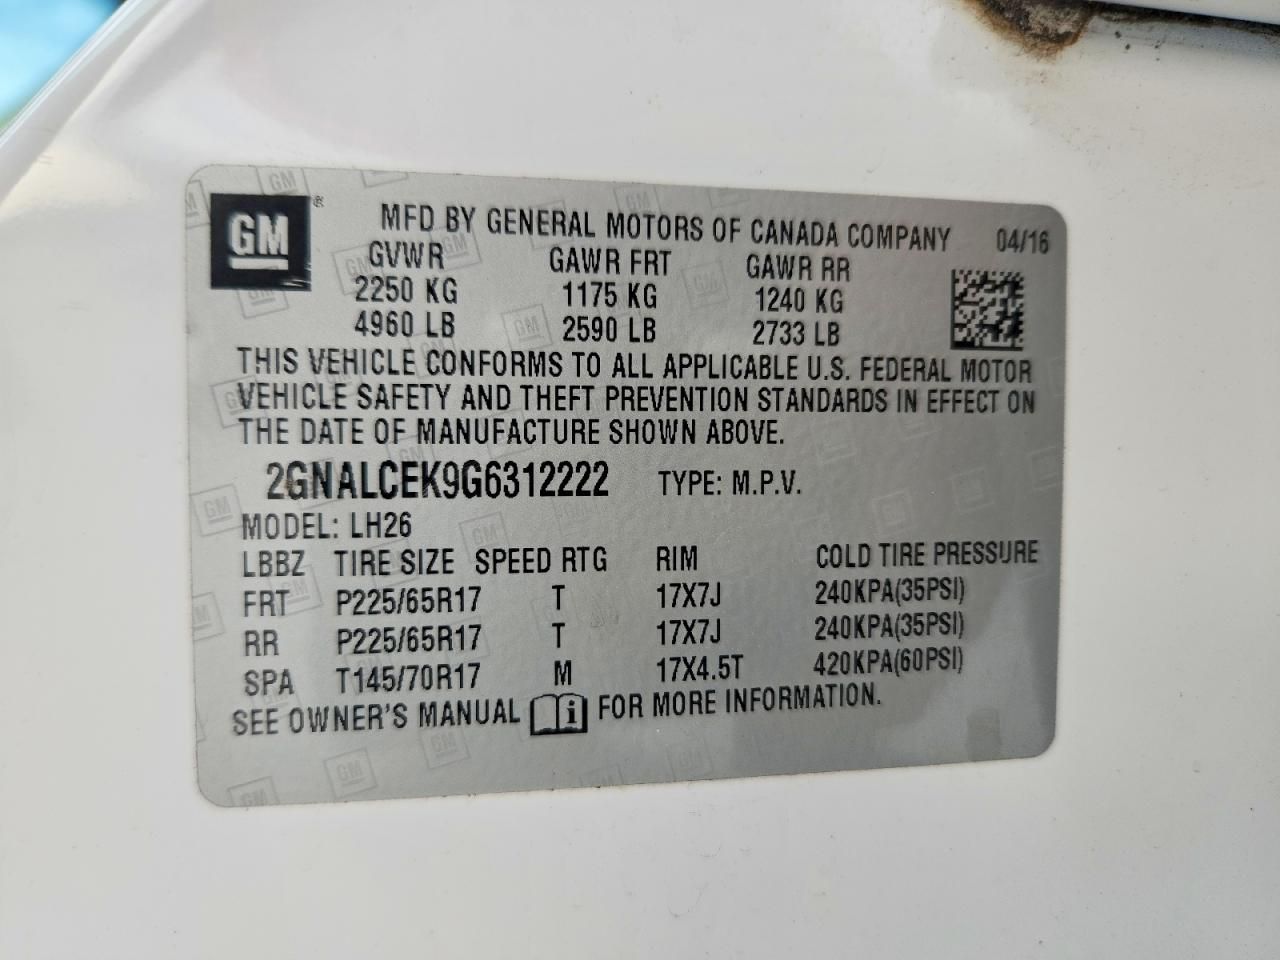 GM ®
MFD BY GENERAL MOTORS OF CANADA COMPANY 04/16
GVWR GAWR FRT GAWR RR
2250 KG 1175 KG 1240 KG
4960 LB 2590 LB 2733 LB
THIS VEHICLE CONFORMS TO ALL APPLICABLE U.S. FEDERAL MOTOR
VEHICLE SAFETY AND THEFT PREVENTION STANDARDS IN EFFECT ON
THE DATE OF MANUFACTURE SHOWN ABOVE.
2GNALCEK9G6312222 TYPE: M.P.V.
MODEL: LH26
LBBZ TIRE SIZE SPEED RTG RIM COLD TIRE PRESSURE
FRT P225/65R17 T 17X7J 240KPA(35PSI)
RR P225/65R17 T 17X7J 240KPA(35PSI)
SPA T145/70R17 M 17X4.5T 420KPA(60PSI)
SEE OWNER'S MANUAL i FOR MORE INFORMATION.